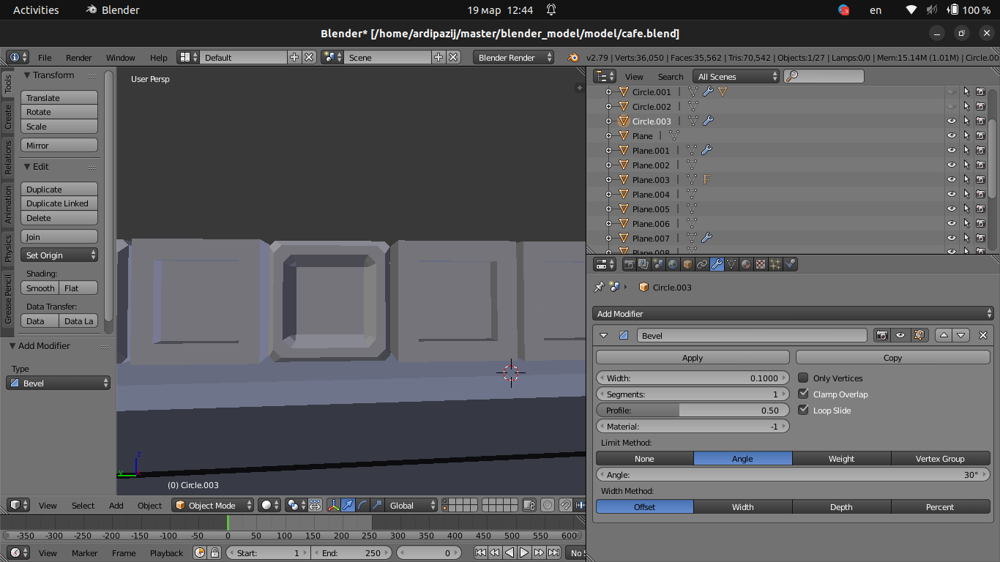 Activities Blender 19 мар 12:44 en 100 %
Blender* [/home/ardipazij/master/blender_model/model/cafe.blend]
File Render Window Help Default Scene Blender Render v2.79 | Verts:36,050 | Faces:35,562 | Tris:70,542 | Objects:1/27 | Lamps:0/0 | Mem:15.14M (1.01M) | Circle.00
Tools
Create
Relations
Animation
Physics
Grease Pencil
Transform
Translate
Rotate
Scale
Mirror
Edit
Duplicate
Duplicate Linked
Delete
Join
Set Origin
Shading:
Smooth Flat
Data Transfer:
Data Data La
Add Modifier
Type
Bevel
User Persp
z
y
(0) Circle.003
View Select Add Object Object Mode Global
-350 -300 -250 -200 -150 -100 -50 0 50 100 150 200 250 300 350 400 450 500 550 600
View Marker Frame Playback Start: 1 End: 250 0 No S
View Search All Scenes
Circle.001
Circle.002
Circle.003
Plane
Plane.001
Plane.002
Plane.003 F
Plane.004
Plane.005
Plane.006
Plane.007
Plane.008
Circle.003
Add Modifier
Bevel
Apply Copy
Width: 0.1000 Only Vertices
Segments: 1 Clamp Overlap
Profile: 0.50 Loop Slide
Material: -1
Limit Method:
None Angle Weight Vertex Group
Angle: 30°
Width Method:
Offset Width Depth Percent